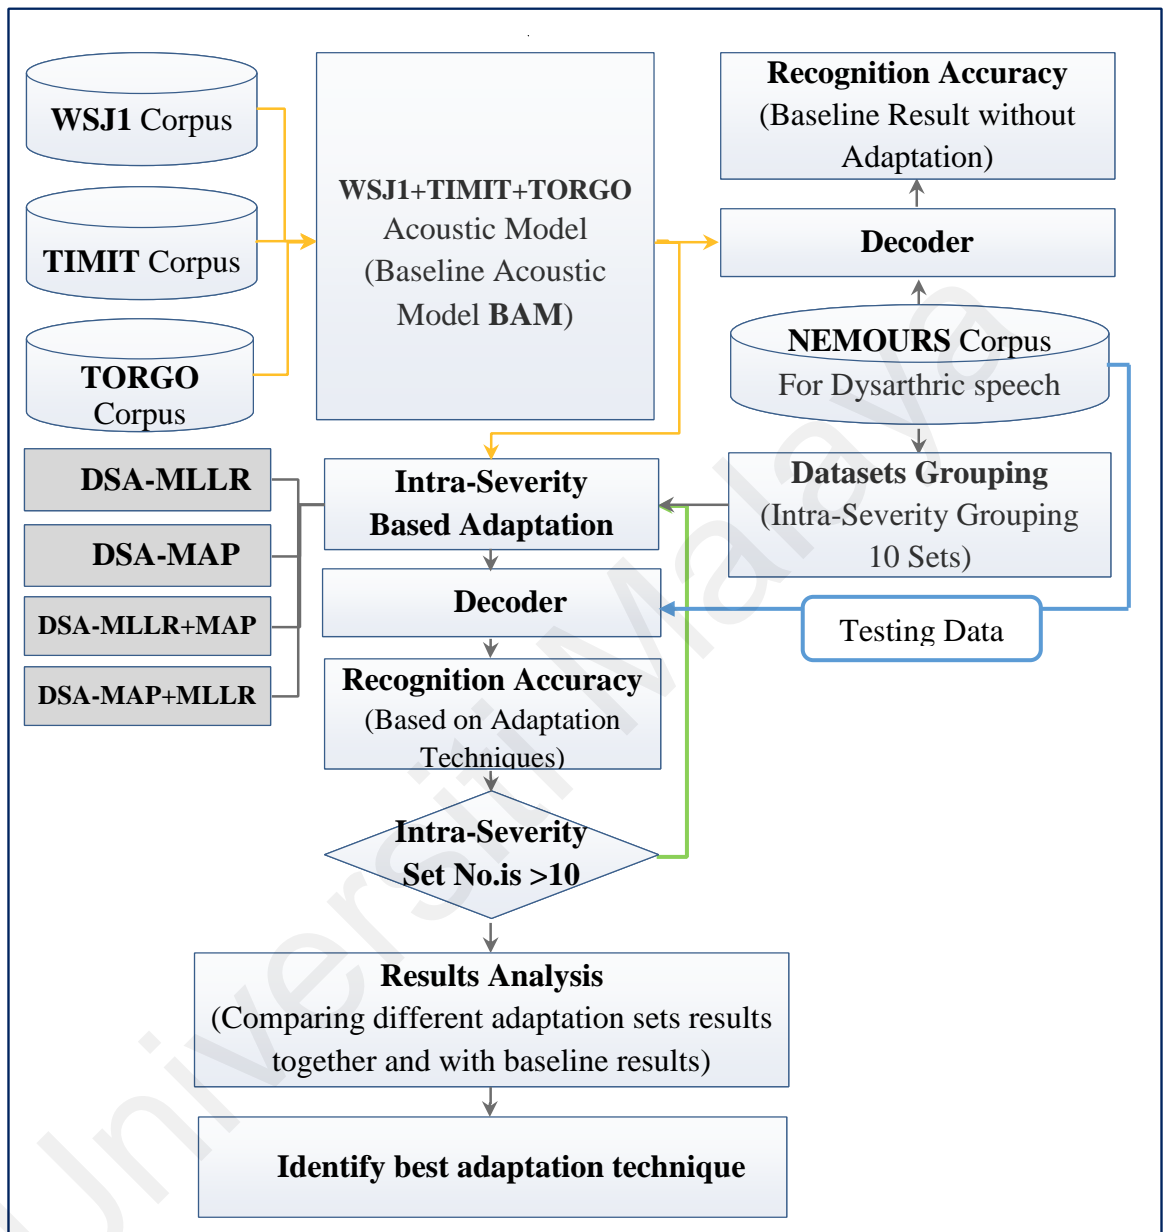 WSJ1 Corpus
TIMIT Corpus
TORGO
Corpus
WSJ1+TIMIT+TORGO
Acoustic Model
(Baseline Acoustic
Model BAM)
Recognition Accuracy
(Baseline Result without
Adaptation)
Decoder
NEMOURS Corpus
For Dysarthric speech
Datasets Grouping
(Intra-Severity Grouping
10 Sets)
Testing Data
DSA-MLLR
DSA-MAP
DSA-MLLR+MAP
DSA-MAP+MLLR
Intra-Severity
Based Adaptation
Decoder
Recognition Accuracy
(Based on Adaptation
Techniques)
Intra-Severity
Set No.is >10
Results Analysis
(Comparing different adaptation sets results
together and with baseline results)
Identify best adaptation technique
Universiti Malaya